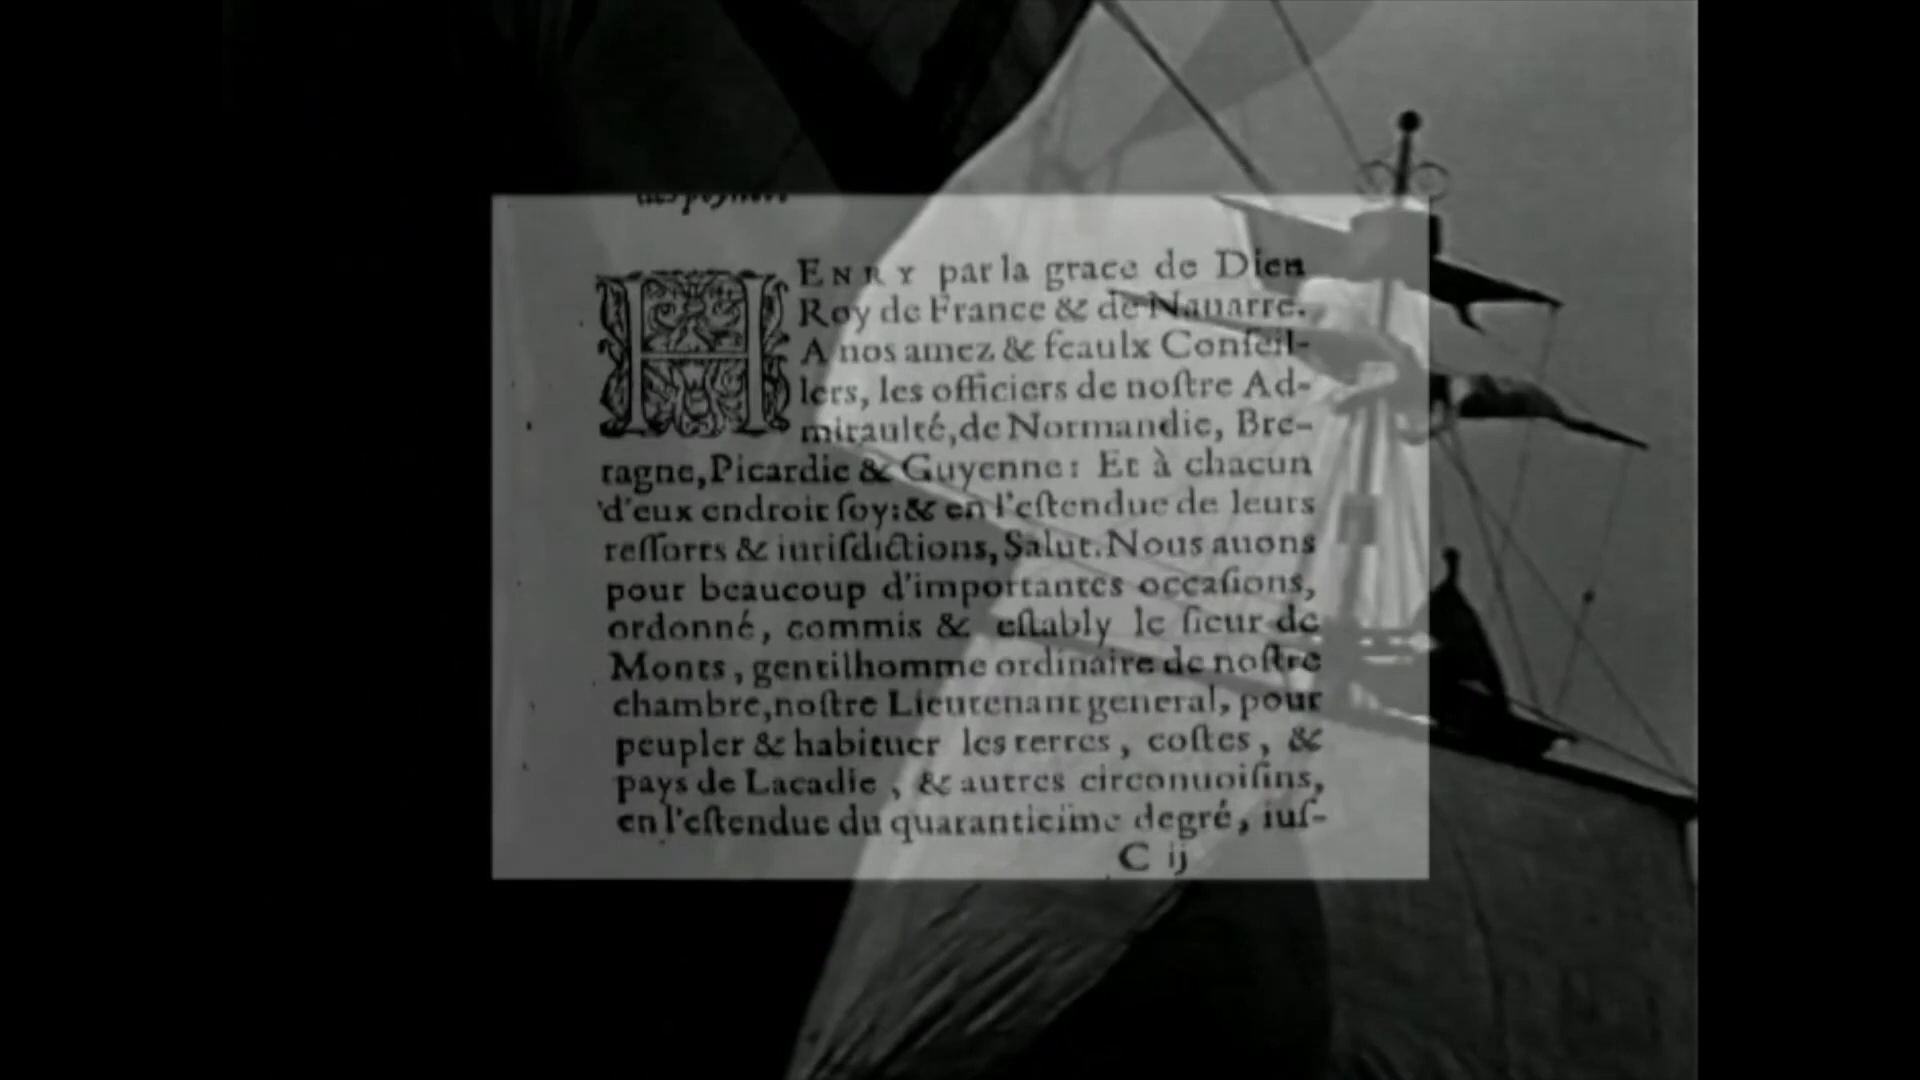 HENRY par la grace de Dieu
Roy de France & de Nauarre.
A nos amez & feaulx Conſeil-
lers, les officiers de noſtre Ad-
miraulté, de Normandie, Bre-
tagne, Picardie & Guyenne: Et à chacun
d'eux endroit ſoy: & en l'eſtendue de leurs
reſſorts & iuriſdictions, Salut. Nous auons
pour beaucoup d'importantes occaſions,
ordonné, commis & eſtably le ſieur de
Monts, gentilhomme ordinaire de noſtre
chambre, noſtre Lieutenant general, pour
peupler & habituer les terres, coſtes, &
pays de Lacadie, & autres circonuoiſins,
en l'eſtendue du quarantieſme degré, iuſ-
C ij